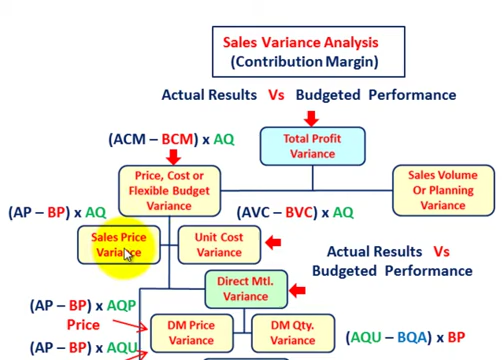 Sales Variance Analysis
(Contribution Margin)
Actual Results Vs Budgeted Performance
(ACM – BCM) x AQ
Total Profit
Variance
Price, Cost or
Flexible Budget
Variance
Sales Volume
Or Planning
Variance
(AP – BP) x AQ
(AVC – BVC) x AQ
Sales Price
Variance
Unit Cost
Variance
Actual Results Vs
Budgeted Performance
Direct Mtl.
Variance
(AP – BP) x AQP
Price
(AP – BP) x AQU
DM Price
Variance
DM Qty.
Variance
(AQU – BQA) x BP